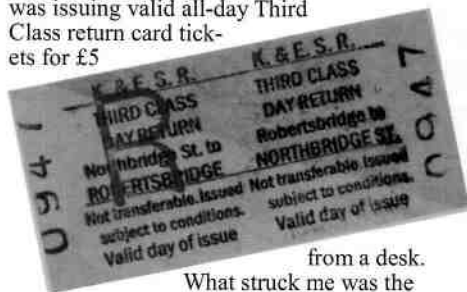 was issuing valid all-day Third
Class return card tick-
ets for £5
K. & E. S. R.
THIRD CLASS
DAY RETURN
Northbridge St. to
ROBERTSBRIDGE
Not transferable. Issued
subject to conditions.
Valid day of issue
R
0947
K. & E. S. R.
THIRD CLASS
DAY RETURN
Robertsbridge to
NORTHBRIDGE ST.
Not transferable. Issued
subject to conditions.
Valid day of issue
0947
from a desk.
What struck me was the